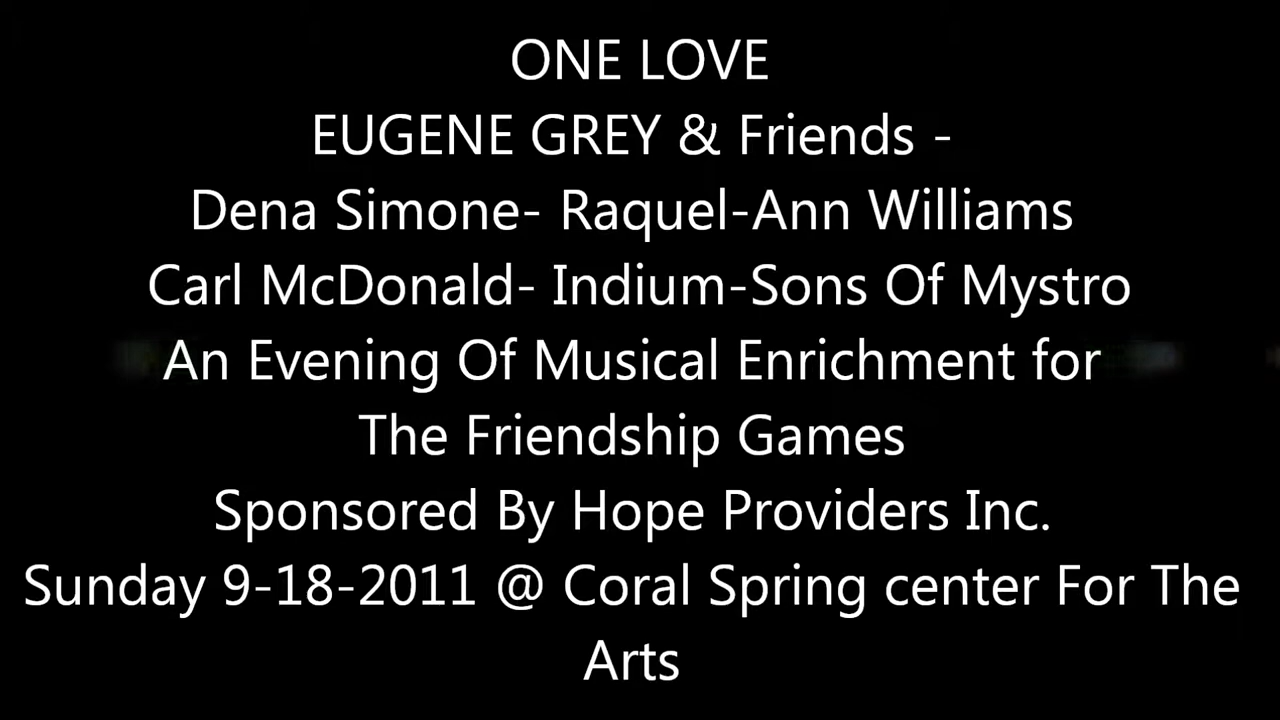 ONE LOVE
EUGENE GREY & Friends -
Dena Simone- Raquel-Ann Williams
Carl McDonald- Indium-Sons Of Mystro
An Evening Of Musical Enrichment for
The Friendship Games
Sponsored By Hope Providers Inc.
Sunday 9-18-2011 @ Coral Spring center For The
Arts